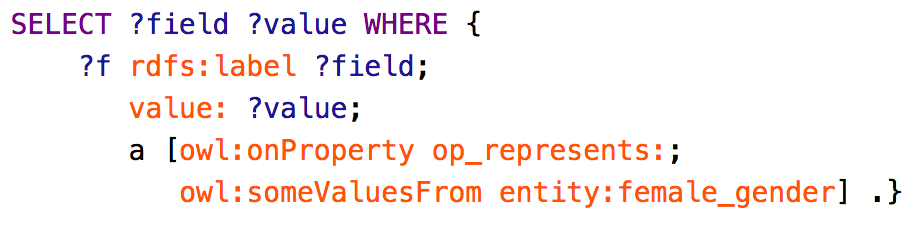 SELECT ?field ?value WHERE {
?f rdfs:label ?field;
value: ?value;
a [owl:onProperty op_represents:;
owl:someValuesFrom entity:female_gender] .}